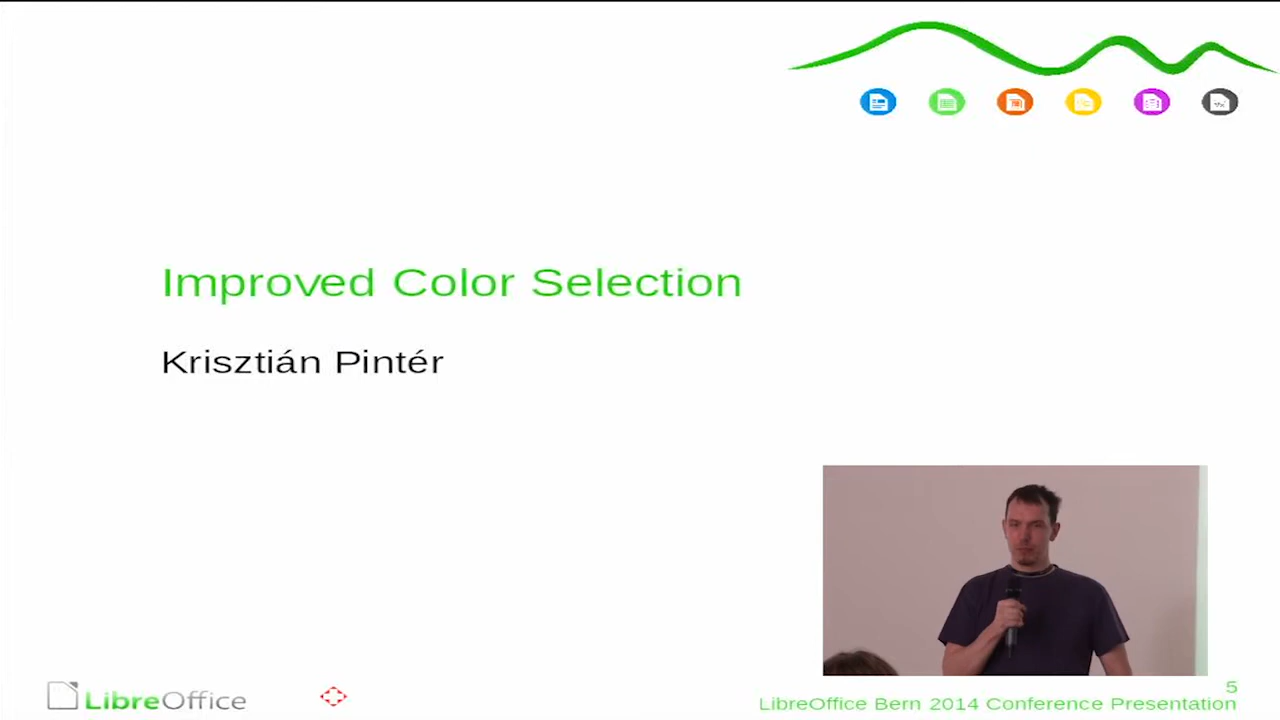 Improved Color Selection
Krisztián Pintér
LibreOffice
5
LibreOffice Bern 2014 Conference Presentation